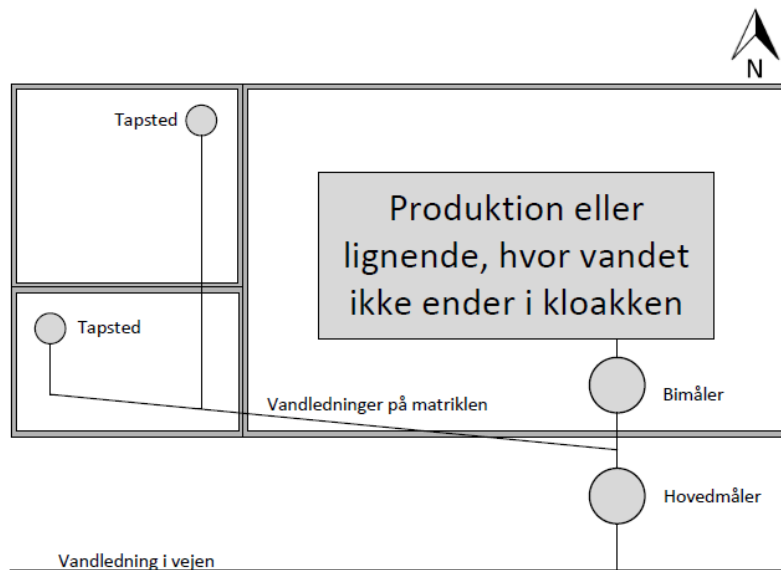 N
Tapsted
Produktion eller
lignende, hvor vandet
ikke ender i kloakken
Tapsted
Bimåler
Vandledninger på matriklen
Hovedmåler
Vandledning i vejen